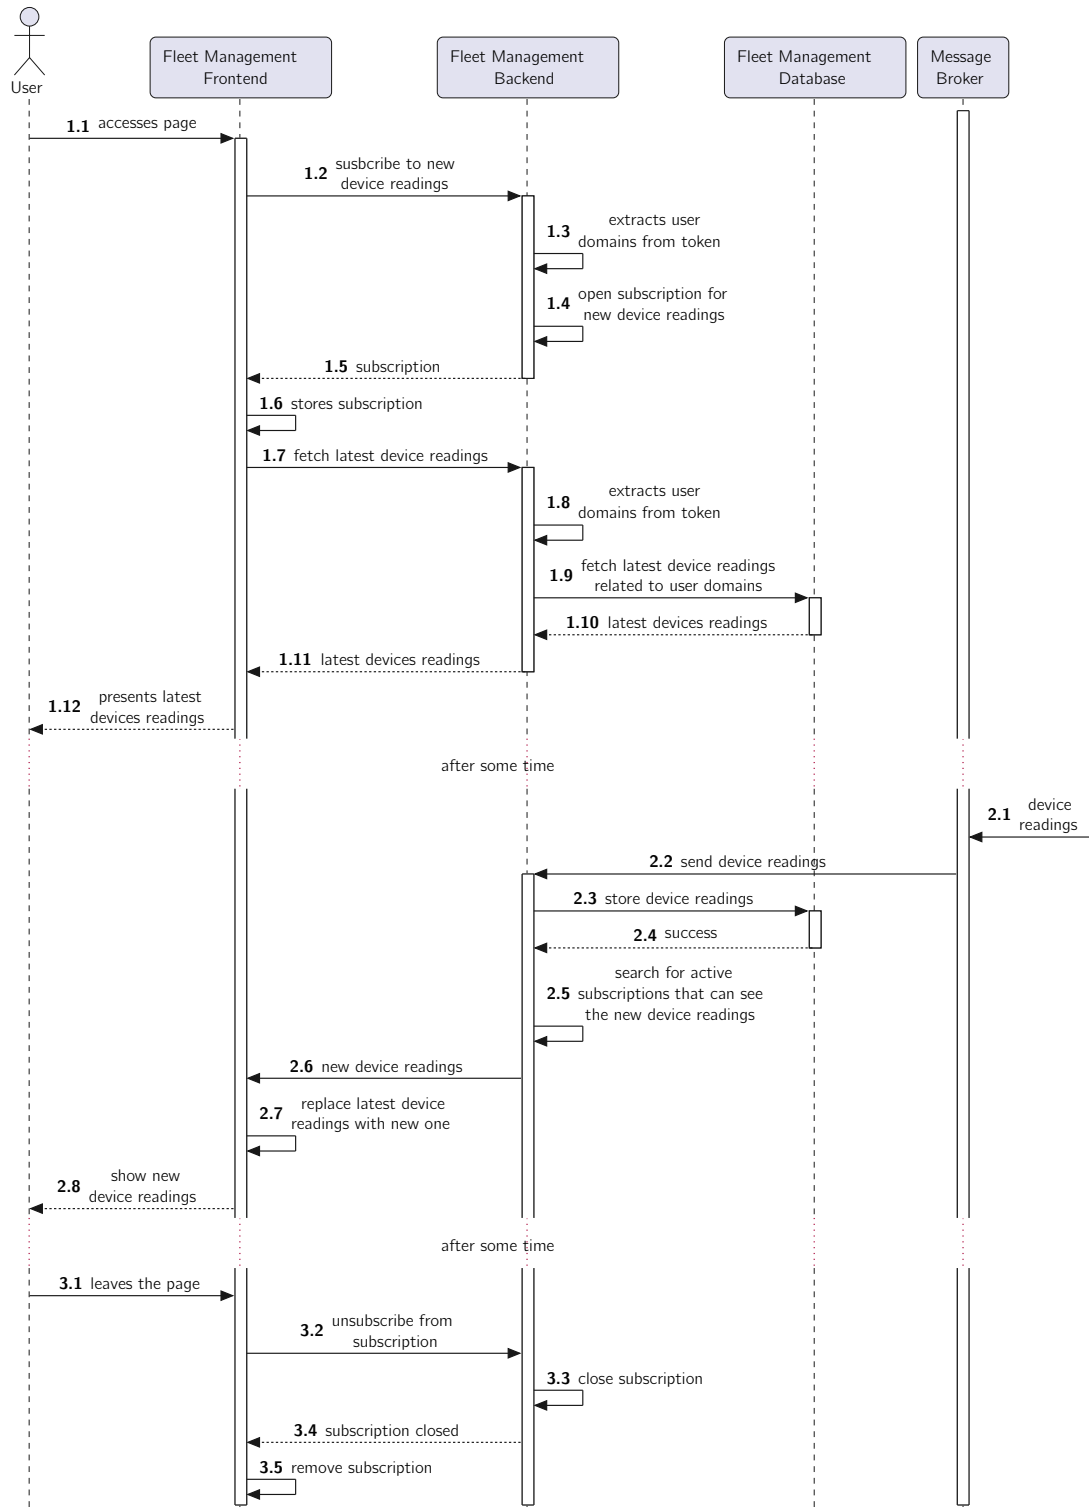 User
Fleet Management
Frontend
Fleet Management
Backend
Fleet Management
Database
Message
Broker
1.1 accesses page
1.2 susbcribe to new
device readings
1.3 extracts user
domains from token
1.4 open subscription for
new device readings
1.5 subscription
1.6 stores subscription
1.7 fetch latest device readings
1.8 extracts user
domains from token
1.9 fetch latest device readings
related to user domains
1.10 latest devices readings
1.11 latest devices readings
1.12 presents latest
devices readings
after some time
2.1 device
readings
2.2 send device readings
2.3 store device readings
2.4 success
2.5 search for active
subscriptions that can see
the new device readings
2.6 new device readings
2.7 replace latest device
readings with new one
2.8 show new
device readings
after some time
3.1 leaves the page
3.2 unsubscribe from
subscription
3.3 close subscription
3.4 subscription closed
3.5 remove subscription